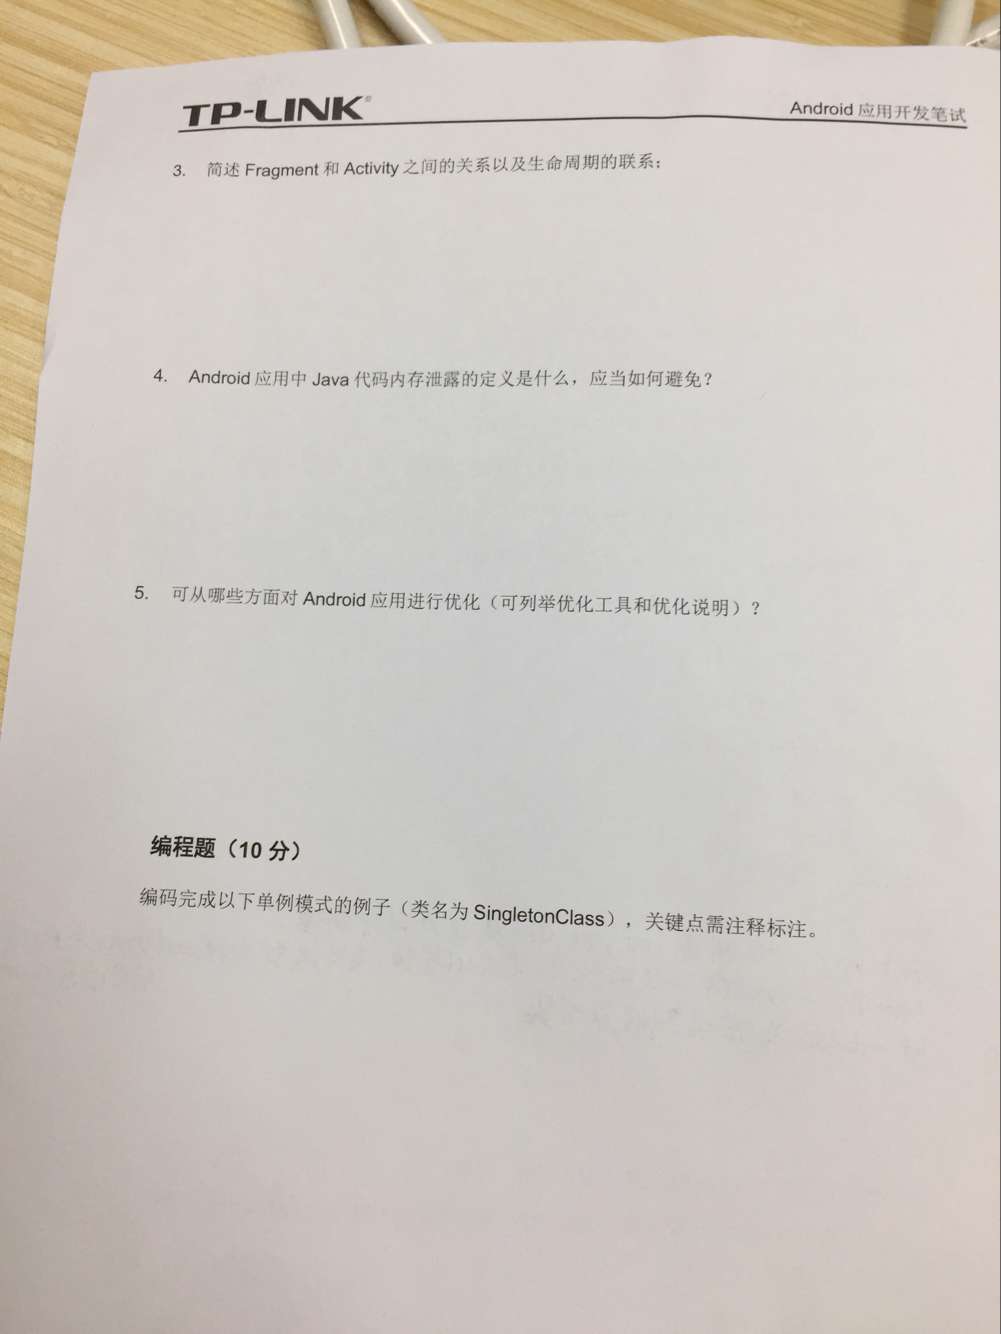 TP-LINK®
Android 应用开发笔试
3. 简述 Fragment 和 Activity 之间的关系以及生命周期的联系;
4. Android 应用中 Java 代码内存泄露的定义是什么，应当如何避免？
5. 可从哪些方面对 Android 应用进行优化（可列举优化工具和优化说明）？
编程题（10 分）
编码完成以下单例模式的例子（类名为 SingletonClass），关键点需注释标注。